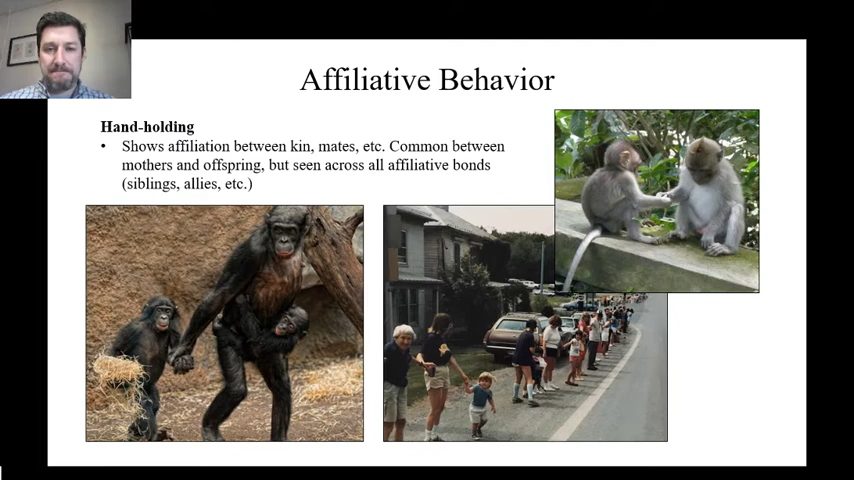 Affiliative Behavior
Hand-holding
• Shows affiliation between kin, mates, etc. Common between
mothers and offspring, but seen across all affiliative bonds
(siblings, allies, etc.)